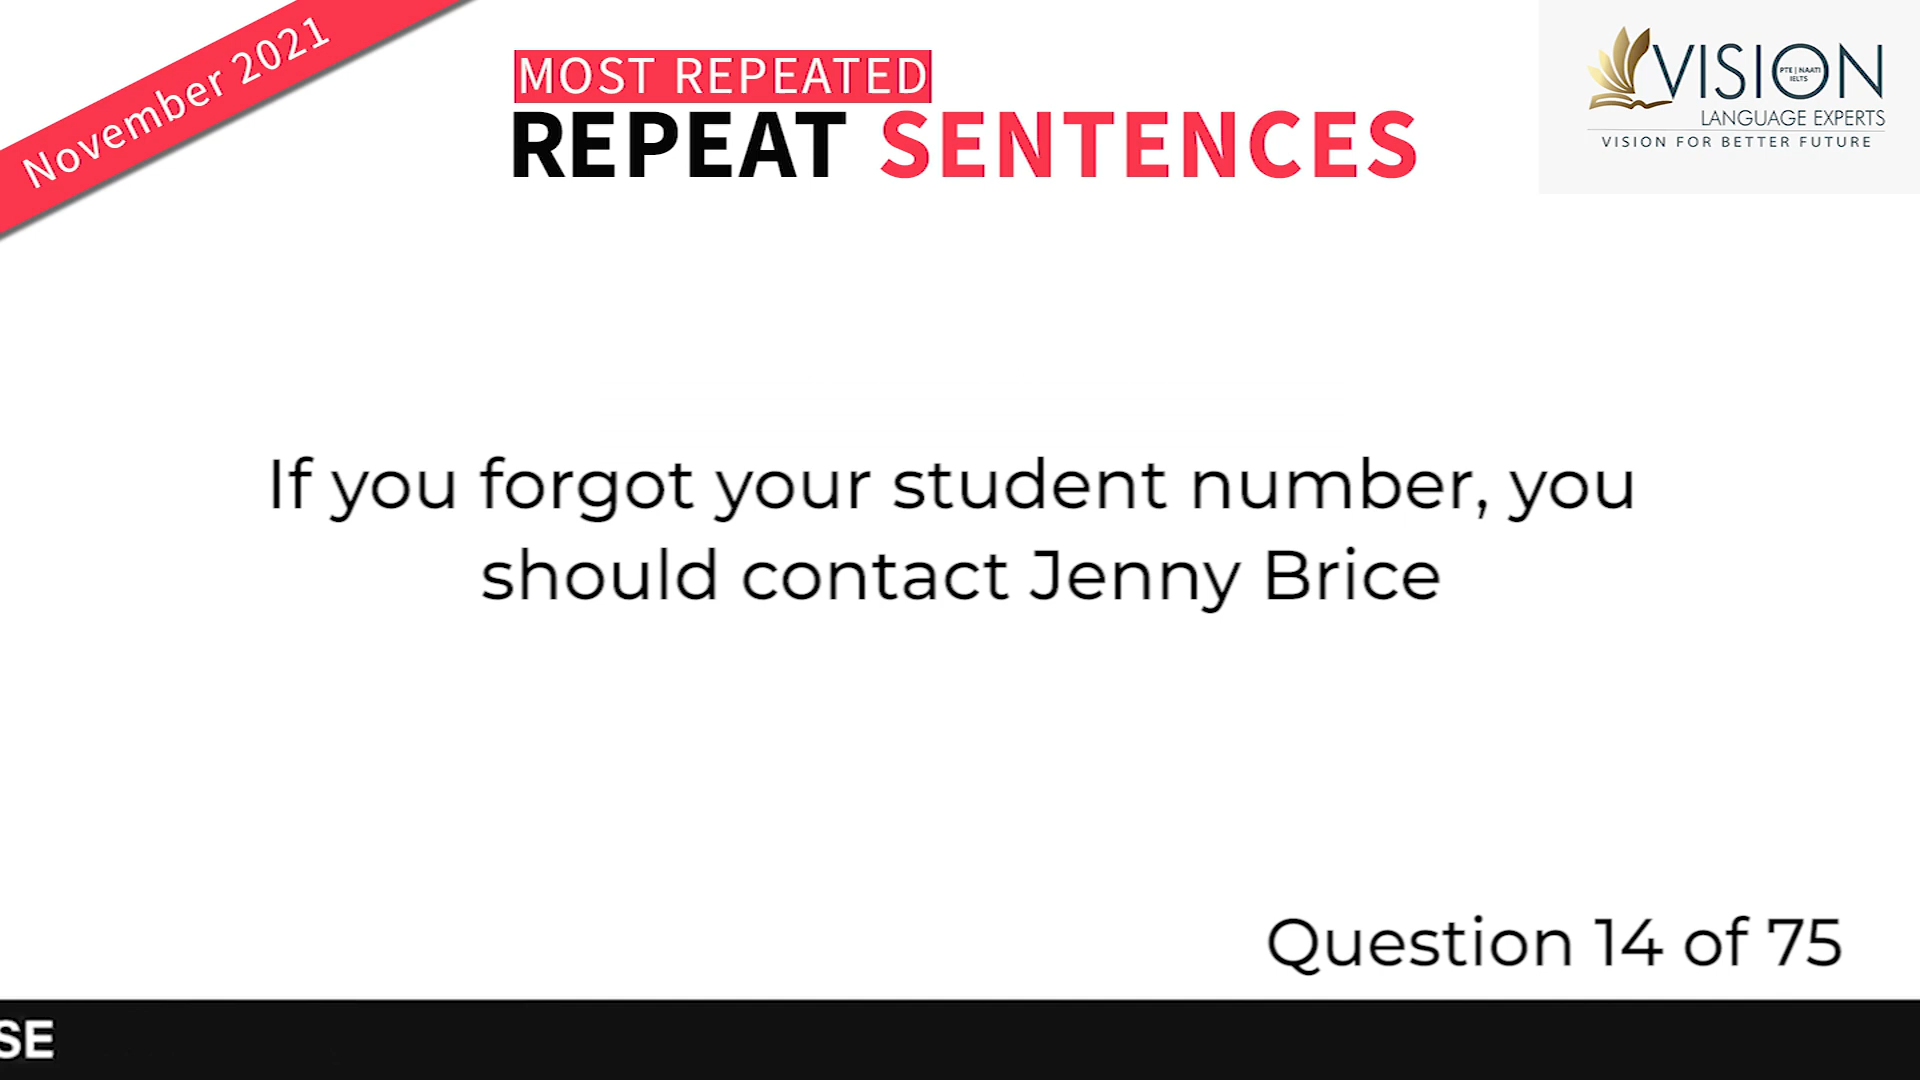 November 2021
MOST REPEATED
REPEAT SENTENCES
VISION
PTE | NAATI
IELTS
LANGUAGE EXPERTS
VISION FOR BETTER FUTURE
If you forgot your student number, you
should contact Jenny Brice
Question 14 of 75
SE